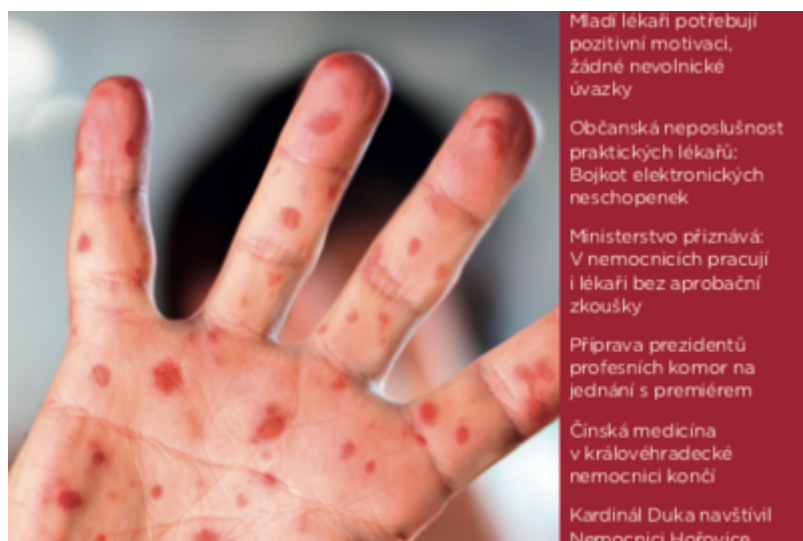 Mladí lékaři potřebují
pozitivní motivaci,
žádné nevolnické
úvazky
Občanská neposlušnost
praktických lékařů:
Bojkot elektronických
neschopenek
Ministerstvo přiznává:
V nemocnicích pracují
i lékaři bez aprobační
zkoušky
Příprava prezidentů
profesních komor na
jednání s premiérem
Čínská medicína
v královéhradecké
nemocnici končí
Kardinál Duka navštívil
Nemocnici Hořovice